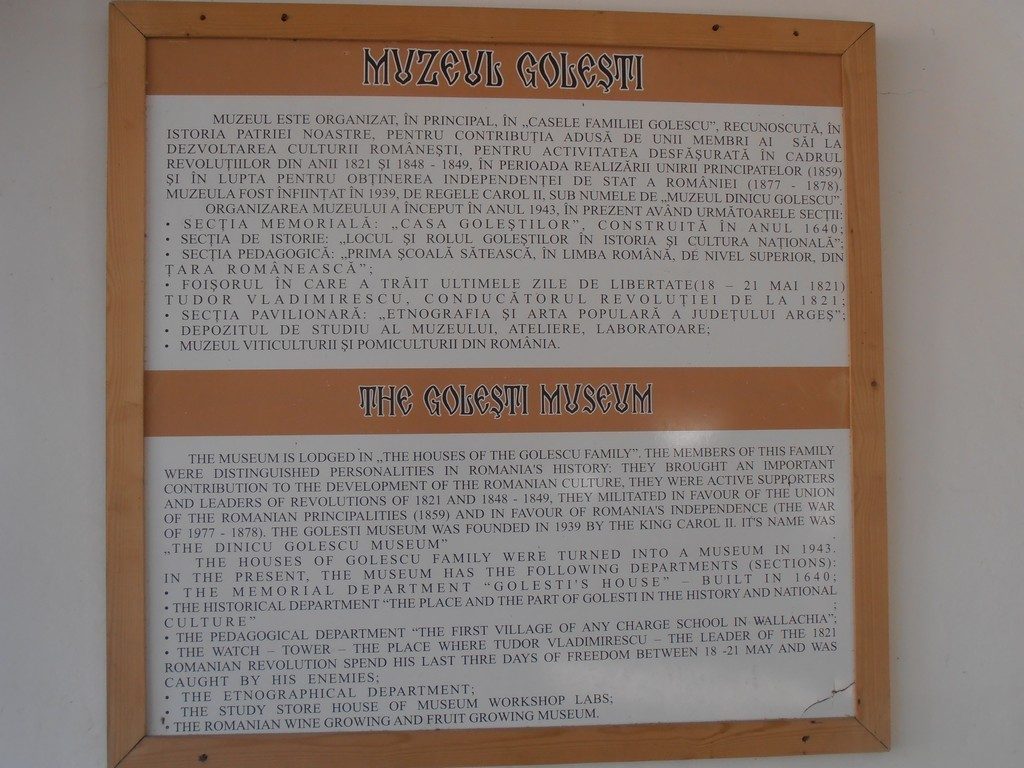 MUZEUL GOLEŞTI
MUZEUL ESTE ORGANIZAT, ÎN PRINCIPAL, ÎN „CASELE FAMILIEI GOLESCU”, RECUNOSCUTĂ, ÎN
ISTORIA PATRIEI NOASTRE, PENTRU CONTRIBUŢIA ADUSĂ DE UNII MEMBRI AI SĂI LA
DEZVOLTAREA CULTURII ROMÂNEŞTI, PENTRU ACTIVITATEA DESFĂŞURATĂ ÎN CADRUL
REVOLUŢIILOR DIN ANII 1821 ŞI 1848 - 1849, ÎN PERIOADA REALIZĂRII UNIRII PRINCIPATELOR (1859)
ŞI ÎN LUPTA PENTRU OBŢINEREA INDEPENDENŢEI DE STAT A ROMÂNIEI (1877 - 1878).
MUZEULA FOST ÎNFIINŢAT ÎN 1939, DE REGELE CAROL II, SUB NUMELE DE „MUZEUL DINICU GOLESCU”.
ORGANIZAREA MUZEULUI A ÎNCEPUT ÎN ANUL 1943, ÎN PREZENT AVÂND URMĂTOARELE SECŢII:
• SECŢIA MEMORIALĂ: „CASA GOLEŞTILOR”, CONSTRUITĂ ÎN ANUL 1640;
• SECŢIA DE ISTORIE: „LOCUL ŞI ROLUL GOLEŞTILOR ÎN ISTORIA ŞI CULTURA NAŢIONALĂ”;
• SECŢIA PEDAGOGICĂ: „PRIMA ŞCOALĂ SĂTEASCĂ, ÎN LIMBA ROMÂNĂ, DE NIVEL SUPERIOR, DIN
ŢARA ROMÂNEASCĂ”;
• FOIŞORUL ÎN CARE A TRĂIT ULTIMELE ZILE DE LIBERTATE(18 – 21 MAI 1821)
TUDOR VLADIMIRESCU, CONDUCĂTORUL REVOLUŢIEI DE LA 1821;
• SECŢIA PAVILIONARĂ: „ETNOGRAFIA ŞI ARTA POPULARĂ A JUDEŢULUI ARGEŞ”;
• DEPOZITUL DE STUDIU AL MUZEULUI, ATELIERE, LABORATOARE;
• MUZEUL VITICULTURII ŞI POMICULTURII DIN ROMÂNIA.
THE GOLEŞTI MUSEUM
THE MUSEUM IS LODGED IN „THE HOUSES OF THE GOLESCU FAMILY”. THE MEMBERS OF THIS FAMILY
WERE DISTINGUISHED PERSONALITIES IN ROMANIA'S HISTORY: THEY BROUGHT AN IMPORTANT
CONTRIBUTION TO THE DEVELOPMENT OF THE ROMANIAN CULTURE, THEY WERE ACTIVE SUPPORTERS
AND LEADERS OF REVOLUTIONS OF 1821 AND 1848 - 1849, THEY MILITATED IN FAVOUR OF THE UNION
OF THE ROMANIAN PRINCIPALITIES (1859) AND IN FAVOUR OF ROMANIA'S INDEPENDENCE (THE WAR
OF 1977 - 1878). THE GOLESTI MUSEUM WAS FOUNDED IN 1939 BY THE KING CAROL II. IT'S NAME WAS
„THE DINICU GOLESCU MUSEUM”.
THE HOUSES OF GOLESCU FAMILY WERE TURNED INTO A MUSEUM IN 1943.
IN THE PRESENT, THE MUSEUM HAS THE FOLLOWING DEPARTMENTS (SECTIONS):
• THE MEMORIAL DEPARTMENT “GOLESTI'S HOUSE” – BUILT IN 1640;
• THE HISTORICAL DEPARTMENT “THE PLACE AND THE PART OF GOLESTI IN THE HISTORY AND NATIONAL
CULTURE” ;
• THE PEDAGOGICAL DEPARTMENT “THE FIRST VILLAGE OF ANY CHARGE SCHOOL IN WALLACHIA”;
• THE WATCH – TOWER – THE PLACE WHERE TUDOR VLADIMIRESCU – THE LEADER OF THE 1821
ROMANIAN REVOLUTION SPEND HIS LAST THRE DAYS OF FREEDOM BETWEEN 18 -21 MAY AND WAS
CAUGHT BY HIS ENEMIES;
• THE ETNOGRAPHICAL DEPARTMENT;
• THE STUDY STORE HOUSE OF MUSEUM WORKSHOP LABS;
• THE ROMANIAN WINE GROWING AND FRUIT GROWING MUSEUM.